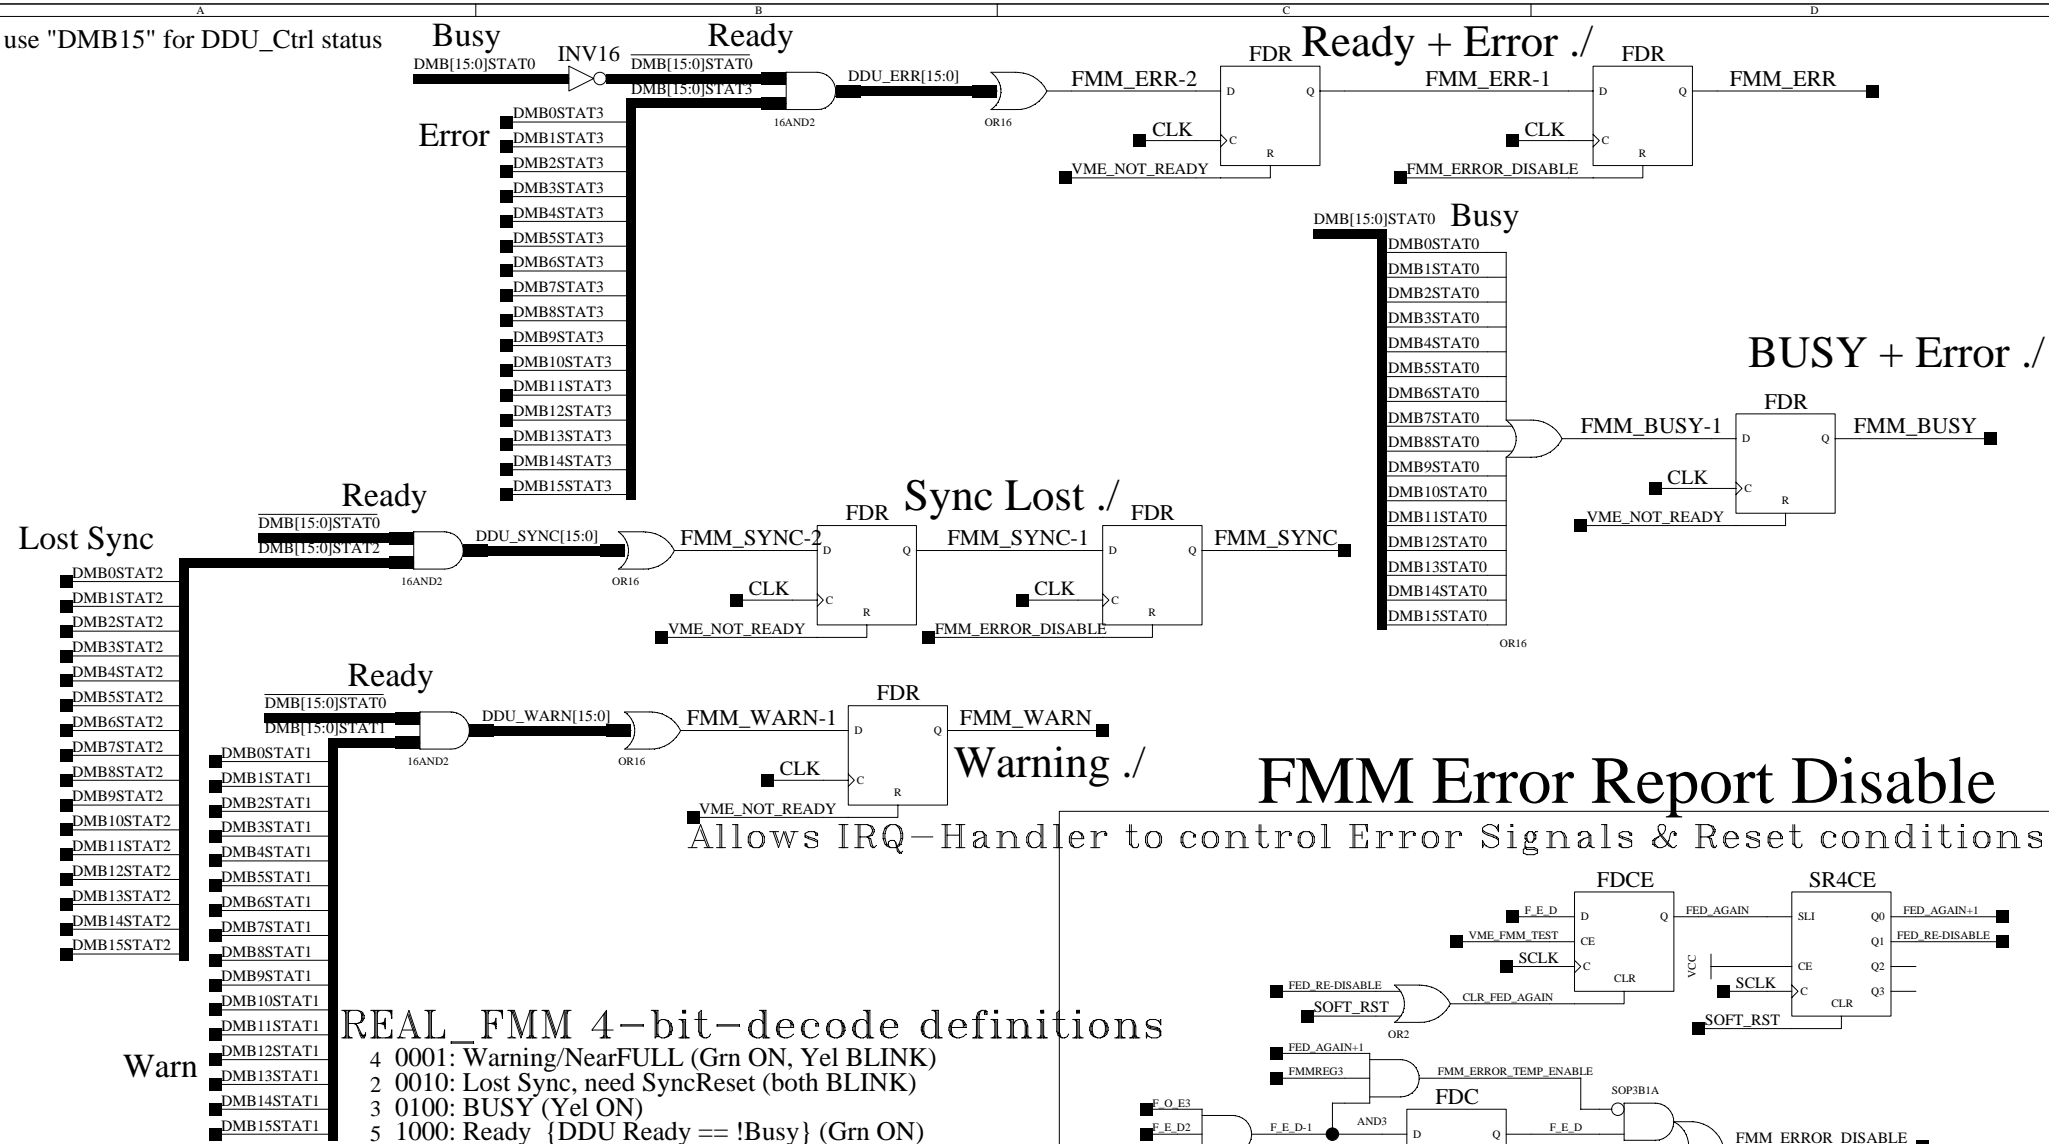 A B C D
use "DMB15" for DDU_Ctrl status
Busy
Ready
DMB[15:0]STAT0
INV16
DMB[15:0]STAT0
DMB[15:0]STAT3
16AND2
DDU_ERR[15:0]
OR16
FMM_ERR-2
FDR
Ready + Error ./
D Q
C
R
CLK
VME_NOT_READY
FMM_ERR-1
FDR
D Q
C
R
CLK
FMM_ERROR_DISABLE
FMM_ERR
Error
DMB0STAT3
DMB1STAT3
DMB2STAT3
DMB3STAT3
DMB4STAT3
DMB5STAT3
DMB6STAT3
DMB7STAT3
DMB8STAT3
DMB9STAT3
DMB10STAT3
DMB11STAT3
DMB12STAT3
DMB13STAT3
DMB14STAT3
DMB15STAT3
DMB[15:0]STAT0
Busy
DMB0STAT0
DMB1STAT0
DMB2STAT0
DMB3STAT0
DMB4STAT0
DMB5STAT0
DMB6STAT0
DMB7STAT0
DMB8STAT0
DMB9STAT0
DMB10STAT0
DMB11STAT0
DMB12STAT0
DMB13STAT0
DMB14STAT0
DMB15STAT0
OR16
BUSY + Error ./
FMM_BUSY-1
FDR
D Q
C
R
CLK
VME_NOT_READY
FMM_BUSY
Lost Sync
Ready
DMB[15:0]STAT0
DMB[15:0]STAT2
16AND2
DDU_SYNC[15:0]
OR16
FMM_SYNC-2
FDR
Sync Lost ./
D Q
C
R
CLK
VME_NOT_READY
FMM_SYNC-1
FDR
D Q
C
R
CLK
FMM_ERROR_DISABLE
FMM_SYNC
DMB0STAT2
DMB1STAT2
DMB2STAT2
DMB3STAT2
DMB4STAT2
DMB5STAT2
DMB6STAT2
DMB7STAT2
DMB8STAT2
DMB9STAT2
DMB10STAT2
DMB11STAT2
DMB12STAT2
DMB13STAT2
DMB14STAT2
DMB15STAT2
Ready
DMB[15:0]STAT0
DMB[15:0]STAT1
16AND2
DDU_WARN[15:0]
OR16
FMM_WARN-1
FDR
D Q
C
R
CLK
VME_NOT_READY
FMM_WARN
Warning ./
Warn
DMB0STAT1
DMB1STAT1
DMB2STAT1
DMB3STAT1
DMB4STAT1
DMB5STAT1
DMB6STAT1
DMB7STAT1
DMB8STAT1
DMB9STAT1
DMB10STAT1
DMB11STAT1
DMB12STAT1
DMB13STAT1
DMB14STAT1
DMB15STAT1
REAL_FMM 4-bit-decode definitions
4 0001: Warning/NearFULL (Grn ON, Yel BLINK)
2 0010: Lost Sync, need SyncReset (both BLINK)
3 0100: BUSY (Yel ON)
5 1000: Ready {DDU Ready == !Busy} (Grn ON)
FMM Error Report Disable
Allows IRQ-Handler to control Error Signals & Reset conditions
FDCE
F_E_D
VME_FMM_TEST
SCLK
D Q
CE
C
CLR
FED_AGAIN
SR4CE
SLI Q0
Q1
CE Q2
C Q3
CLR
VCC
SCLK
SOFT_RST
FED_AGAIN+1
FED_RE-DISABLE
FED_RE-DISABLE
SOFT_RST
OR2
CLR_FED_AGAIN
FED_AGAIN+1
FMMREG3
AND3
FMM_ERROR_TEMP_ENABLE
F_O_E3
F_E_D2
F_E_D-1
FDC
D Q
F_E_D
SOP3B1A
FMM_ERROR_DISABLE